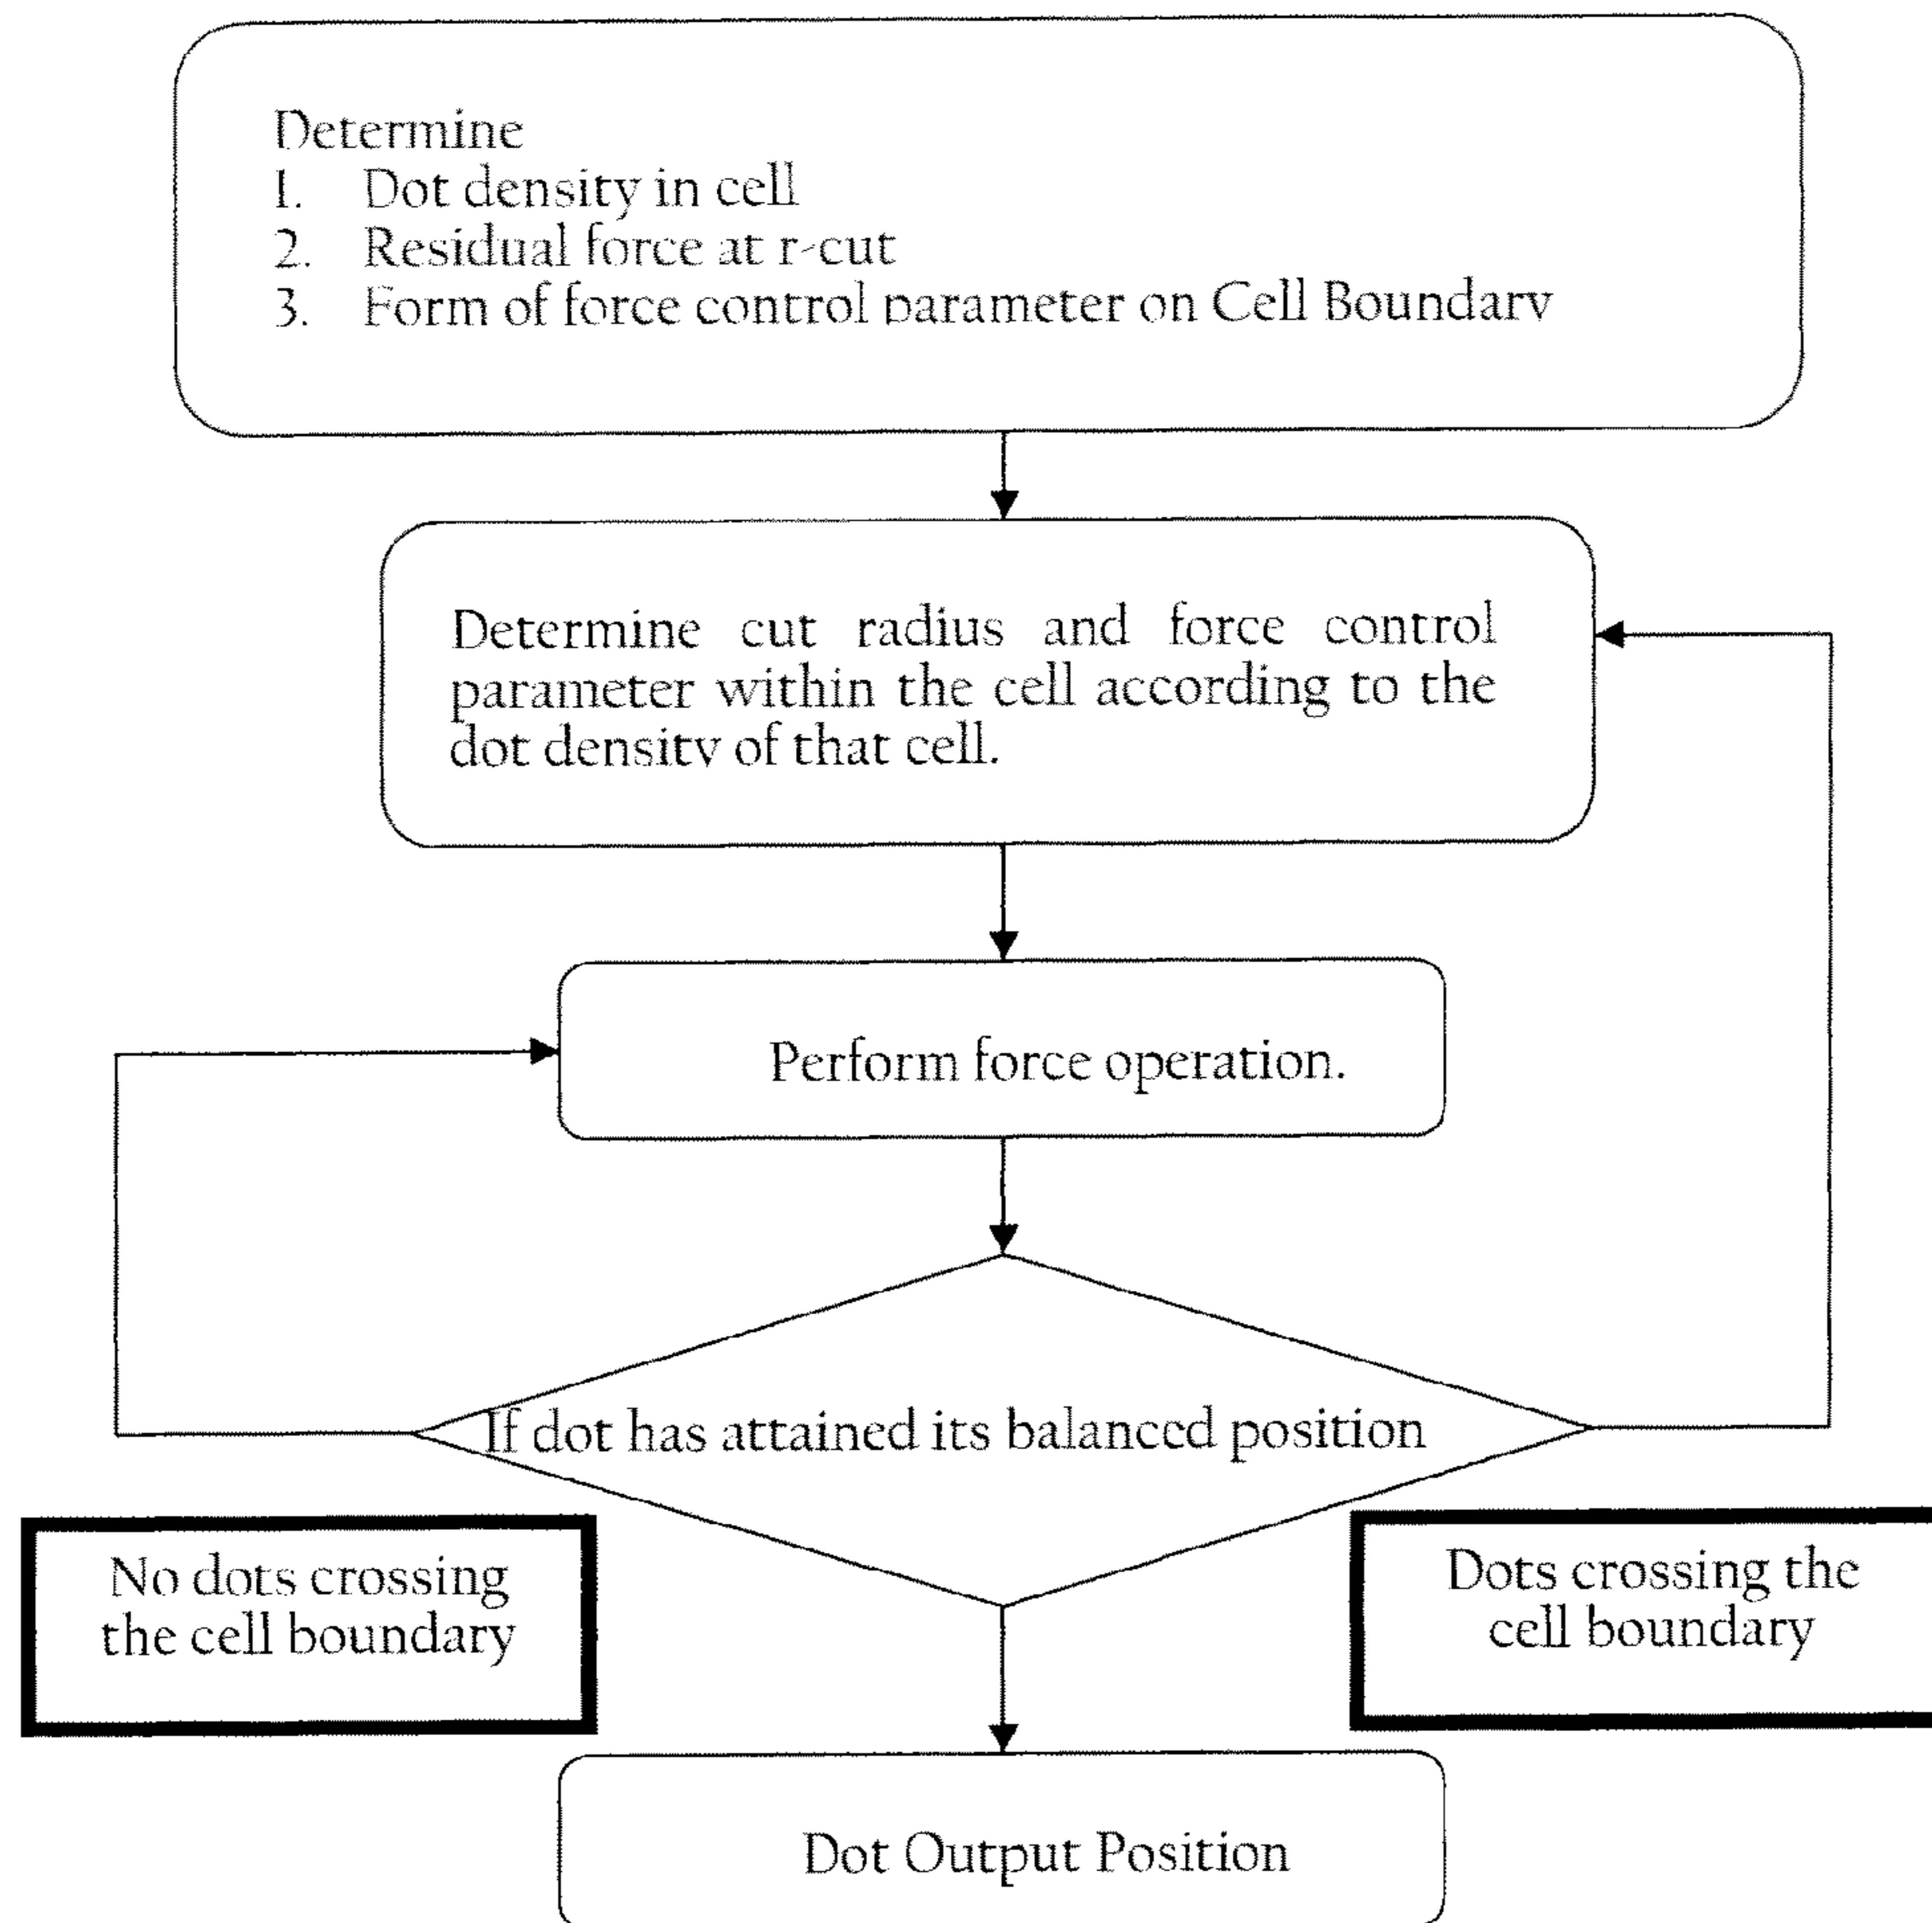 Determine
1. Dot density in cell
2. Residual force at r-cut
3. Form of force control parameter on Cell Boundary
Determine cut radius and force control
parameter within the cell according to the
dot density of that cell.
Perform force operation.
If dot has attained its balanced position
No dots crossing
the cell boundary
Dots crossing the
cell boundary
Dot Output Position